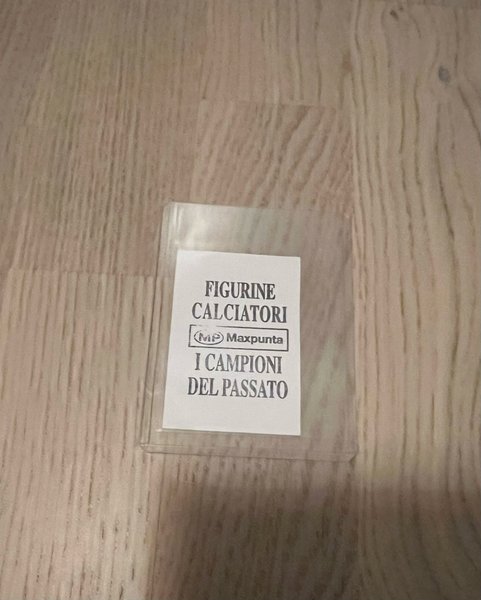 FIGURINE
CALCIATORI
MP Maxpunta
I CAMPIONI
DEL PASSATO